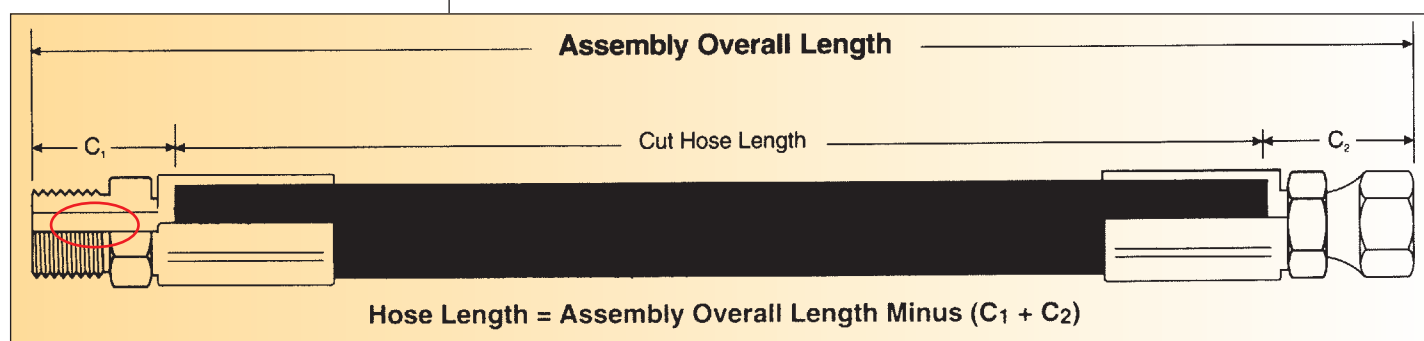 Assembly Overall Length
C₁
Cut Hose Length
C₂
Hose Length = Assembly Overall Length Minus (C₁ + C₂)